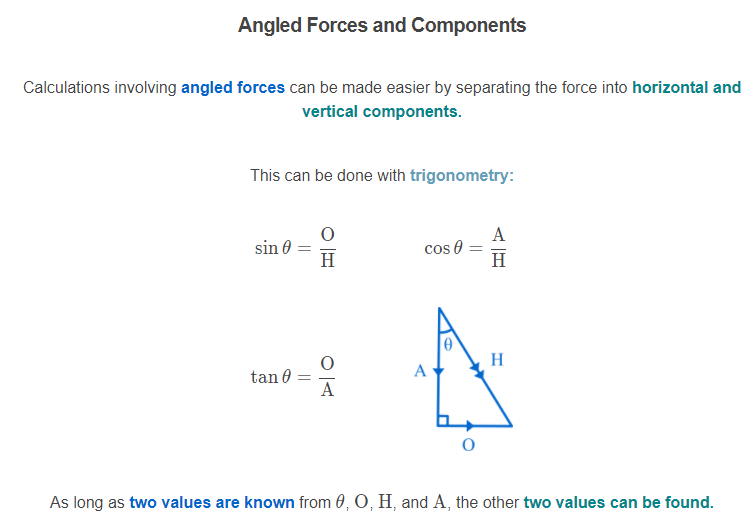 Angled Forces and Components
Calculations involving angled forces can be made easier by separating the force into horizontal and
vertical components.
This can be done with trigonometry:
sin θ = O/H
cos θ = A/H
tan θ = O/A
θ
H
A
O
As long as two values are known from θ, O, H, and A, the other two values can be found.